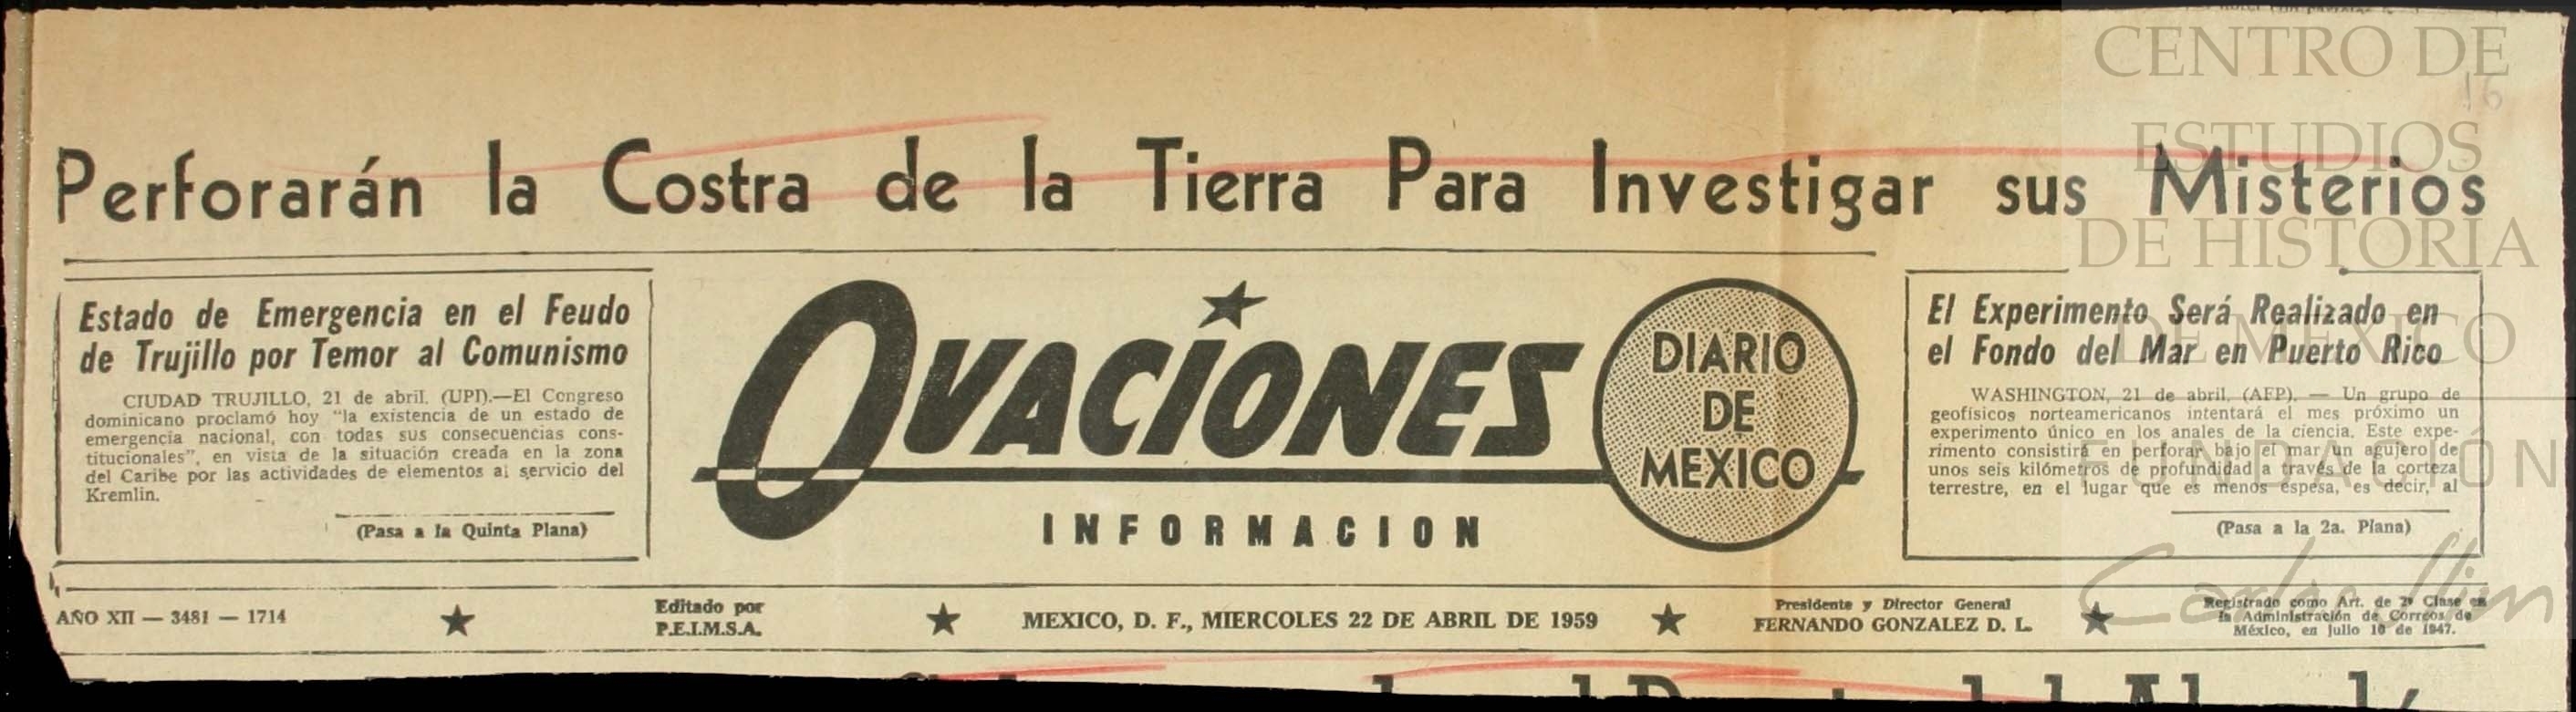 Perforarán la Costra de la Tierra Para Investigar sus Misterios
Estado de Emergencia en el Feudo
de Trujillo por Temor al Comunismo
CIUDAD TRUJILLO, 21 de abril. (UPI).—El Congreso
dominicano proclamó hoy "la existencia de un estado de
emergencia nacional, con todas sus consecuencias cons-
titucionales", en vista de la situación creada en la zona
del Caribe por las actividades de elementos al servicio del
Kremlin.
(Pasa a la Quinta Plana)
OVACIONES
INFORMACION
DIARIO
DE
MEXICO
El Experimento Será Realizado en
el Fondo del Mar en Puerto Rico
WASHINGTON, 21 de abril. (AFP). — Un grupo de
geofísicos norteamericanos intentará el mes próximo un
experimento único en los anales de la ciencia. Este expe-
rimento consistirá en perforar bajo el mar un agujero de
unos seis kilómetros de profundidad a través de la corteza
terrestre, en el lugar que es menos espesa, es decir, al
(Pasa a la 2a. Plana)
AÑO XII — 3481 — 1714
Editado por
P.E.I.M.S.A.
MEXICO, D. F., MIERCOLES 22 DE ABRIL DE 1959
Presidente y Director General
FERNANDO GONZALEZ D. L.
Registrado como Art. de 2ª Clase en
la Administración de Correos de
México, en Julio 10 de 1947.
CENTRO DE
ESTUDIOS
DE HISTORIA
DE MEXICO
FUNDACIÓN
Carlos Slim
16